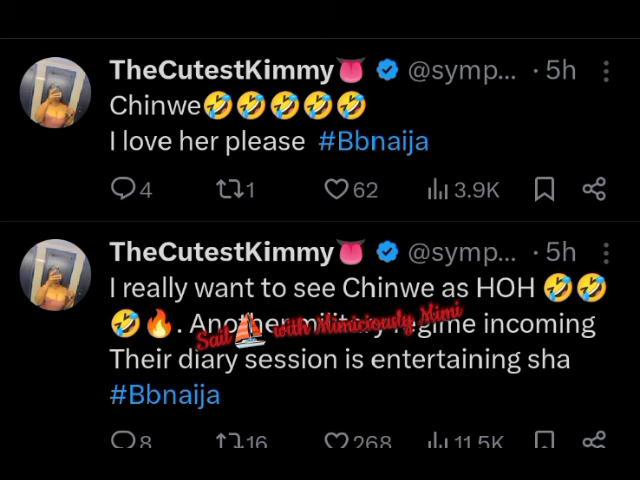 TheCutestKimmy👅 @symp... · 5h
Chinwe🤣🤣🤣🤣🤣
I love her please #Bbnaija
4 1 62 3.9K
TheCutestKimmy👅 @symp... · 5h
I really want to see Chinwe as HOH 🤣🤣
🤣🔥. Another regime incoming
Sail⛵ with Mimiciously Mimi
Their diary session is entertaining sha
#Bbnaija
8 16 268 11.5K